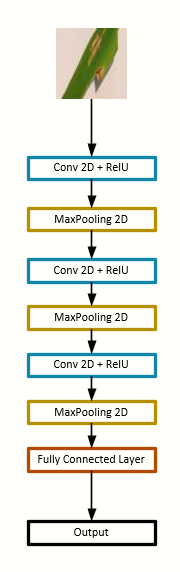 Conv 2D + RelU
MaxPooling 2D
Conv 2D + RelU
MaxPooling 2D
Conv 2D + RelU
MaxPooling 2D
Fully Connected Layer
Output